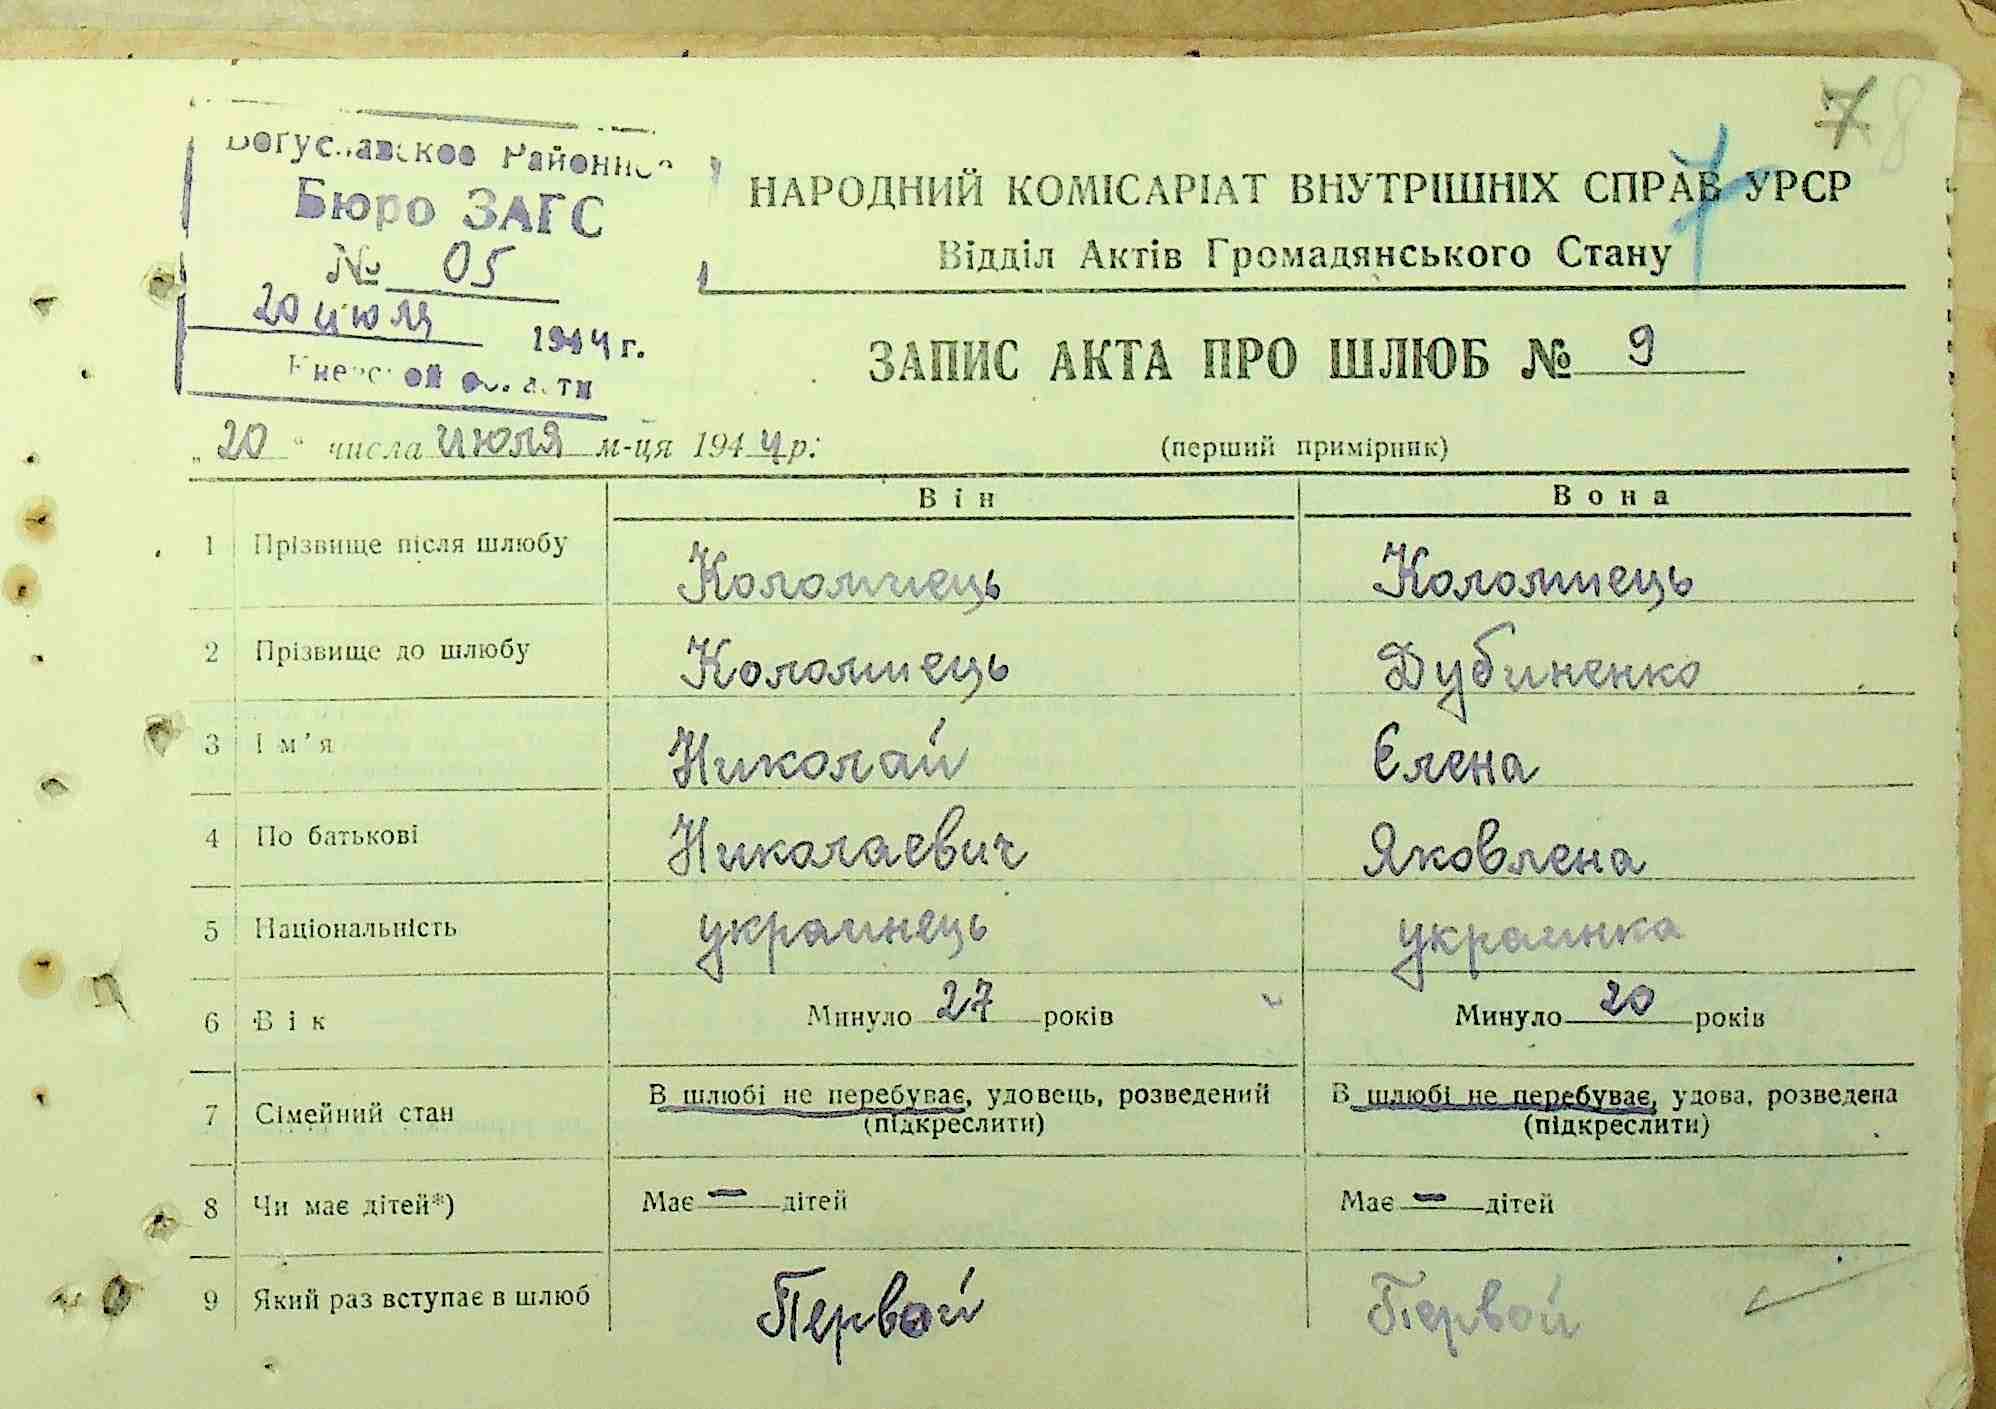 7 8
Богуславское Районное
Бюро ЗАГС
№ 05
20 июля 1944 г.
Киевской области
7
НАРОДНИЙ КОМІСАРІАТ ВНУТРІШНІХ СПРАВ УРСР
Відділ Актів Громадянського Стану
ЗАПИС АКТА ПРО ШЛЮБ № 9
„20“ числа июля м-ця 1944 р: (перший примірник)
Він Вона
1 Прізвище після шлюбу Коломиець Коломиець
2 Прізвище до шлюбу Коломиець Дубиненко
3 Ім’я Николай Єлена
4 По батькові Николаевич Яковлена
5 Національність украинець украинка
6 Вік Минуло 27 років Минуло 20 років
7 Сімейний стан В шлюбі не перебуває, удовець, розведений В шлюбі не перебуває, удова, розведена
(підкреслити) (підкреслити)
8 Чи має дітей*) Має — дітей Має — дітей
9 Який раз вступає в шлюб Первой Первой